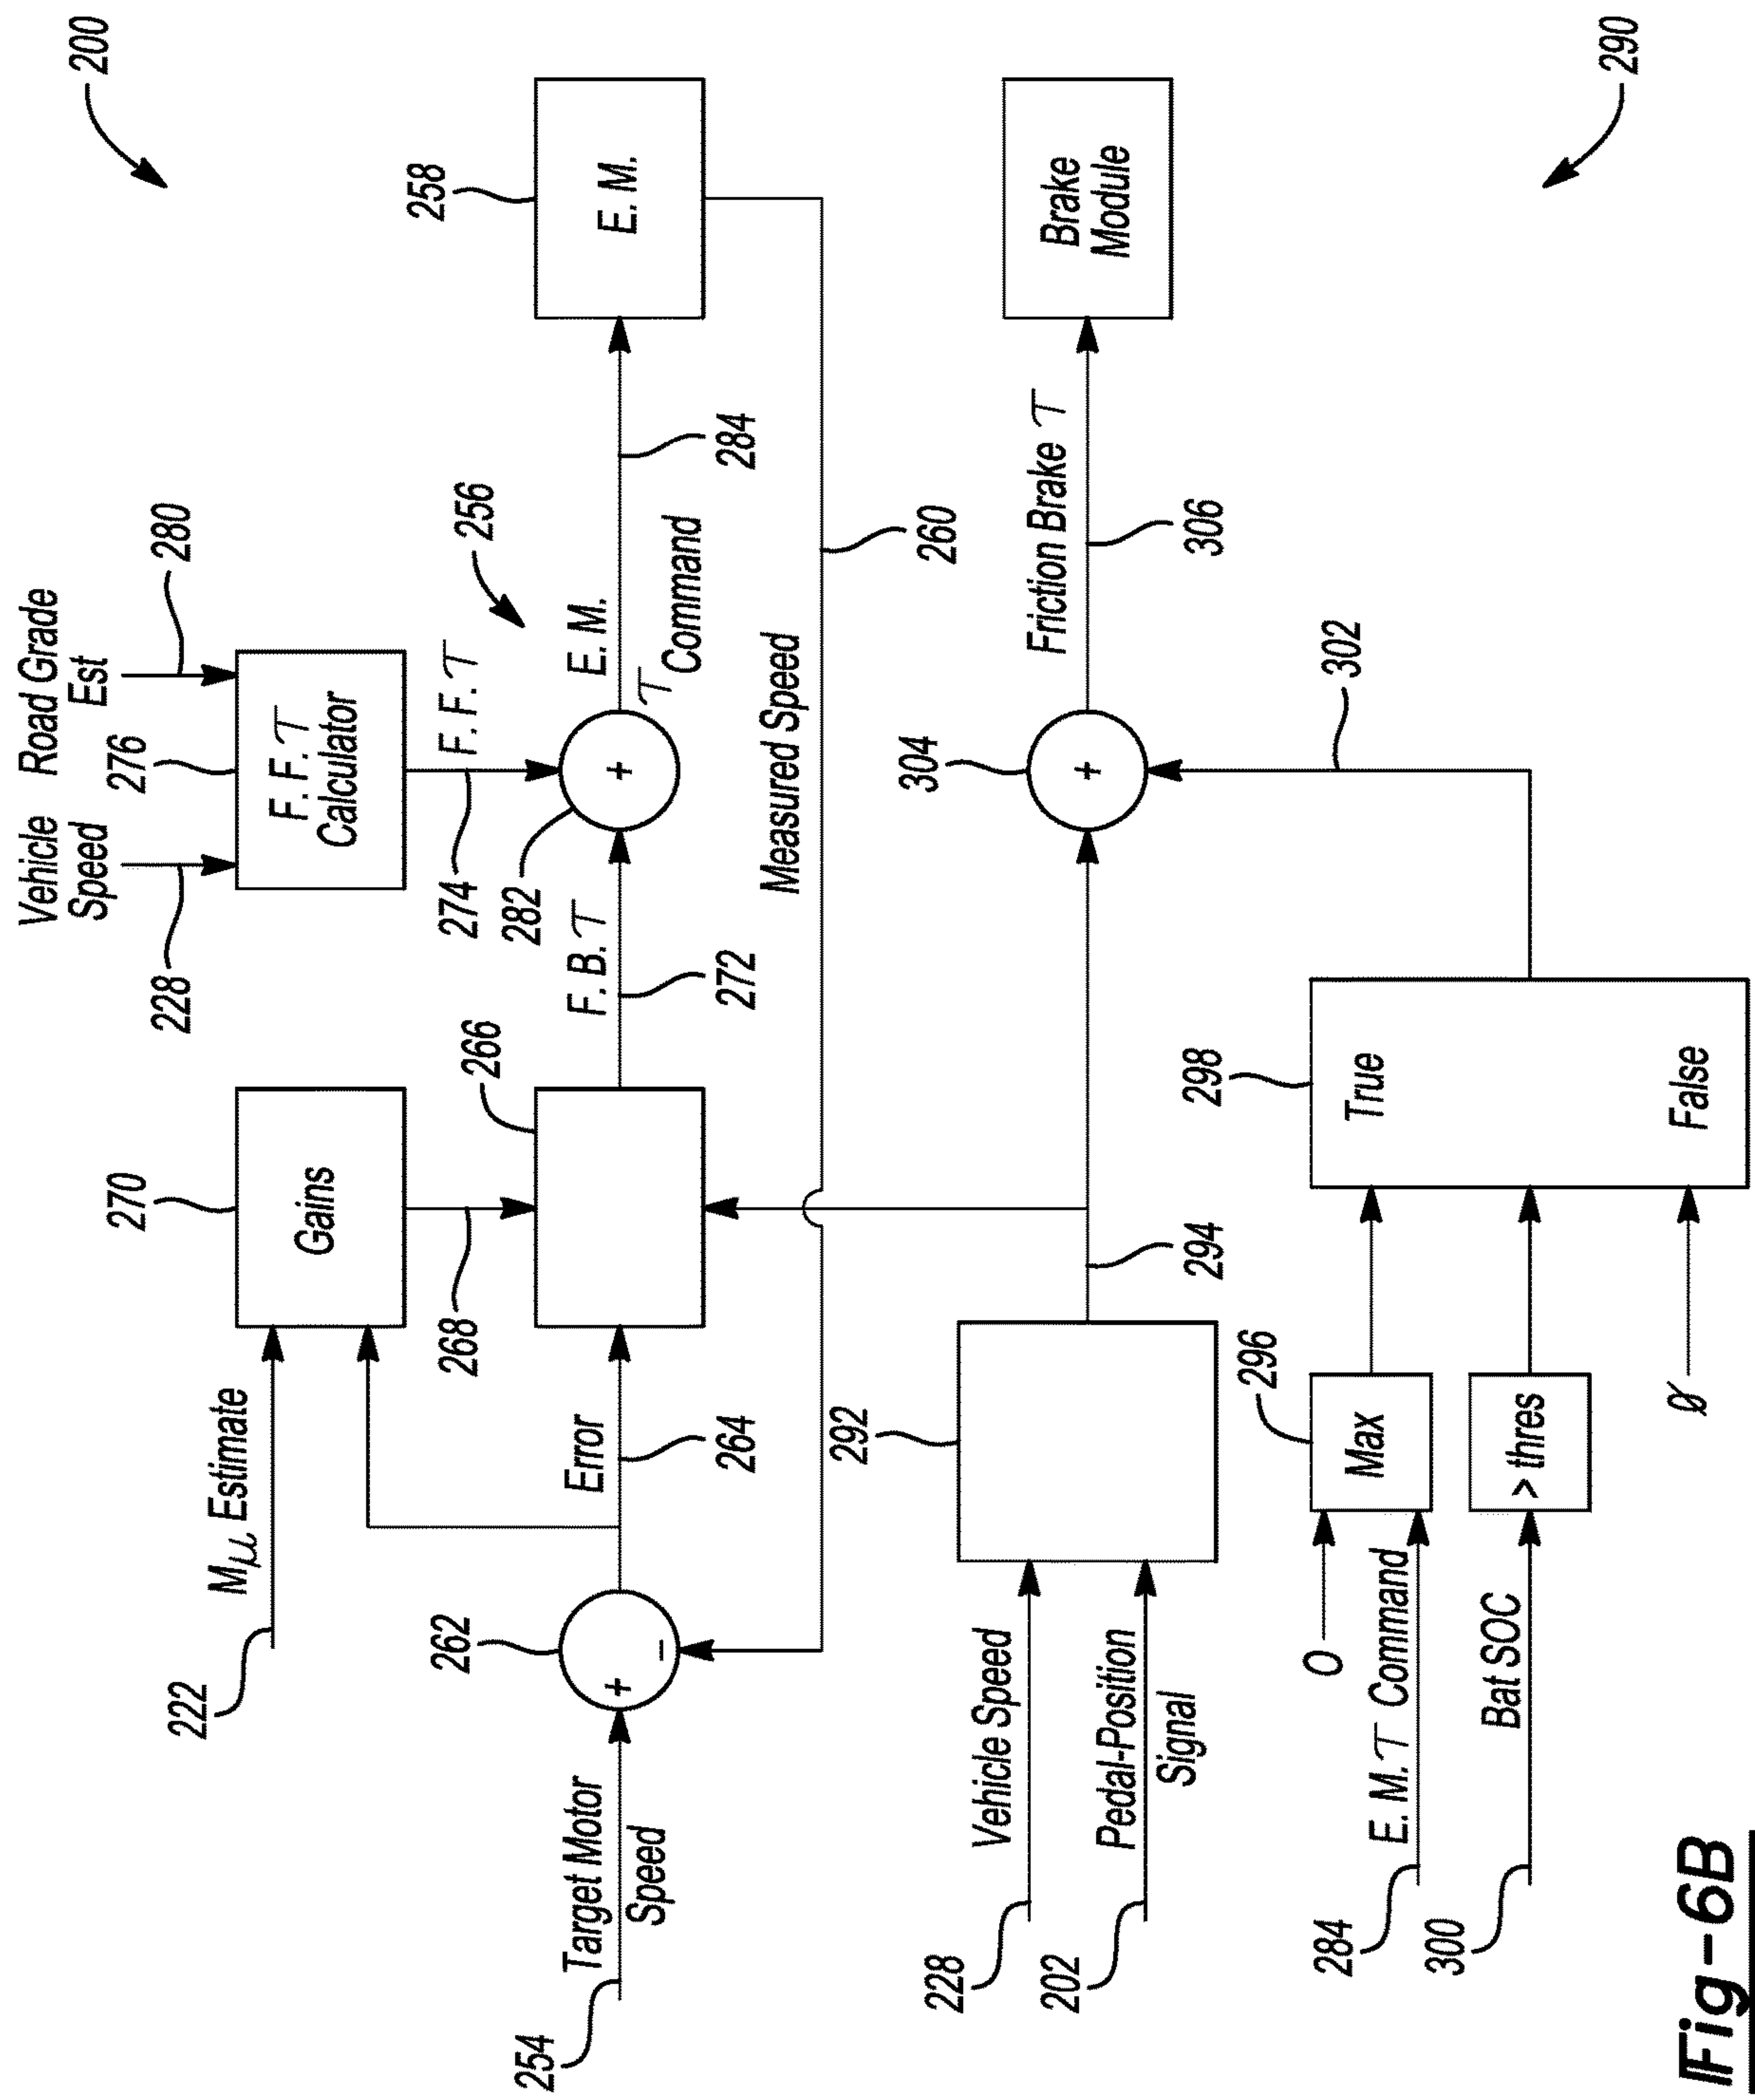 200
Vehicle
Speed
Road Grade
Est
228
276
280
F. F. τ
Calculator
222
Mμ Estimate
270
Gains
274
F. F. τ
256
258
E. M.
268
266
282
254
Target Motor
Speed
262
+
−
Error
264
F. B. τ
272
+
E. M.
τ Command
284
Measured Speed
260
292
228
Vehicle Speed
202
Pedal-Position
Signal
294
304
+
Friction Brake τ
306
Brake
Module
302
296
298
O
284
E. M. τ Command
Max
True
300
Bat SOC
> thres
0̸
False
290
Fig-6B